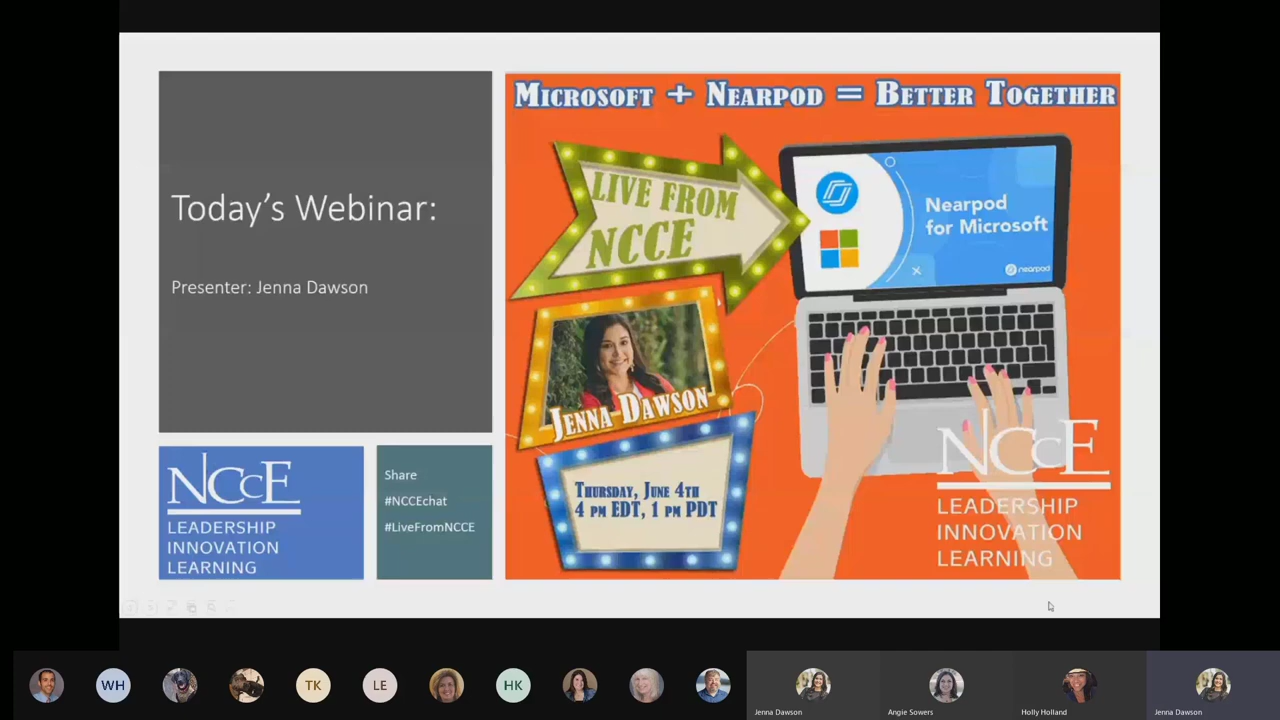 Today's Webinar:
Presenter: Jenna Dawson
NCCE
LEADERSHIP
INNOVATION
LEARNING
Share
#NCCEchat
#LiveFromNCCE
Microsoft + Nearpod = Better Together
LIVE FROM
NCCE
Nearpod
for Microsoft
nearpod
Jenna Dawson
Thursday, June 4th
4 pm EDT, 1 pm PDT
NCCE
LEADERSHIP
INNOVATION
LEARNING
WH
TK
LE
HK
Jenna Dawson
Angie Sowers
Holly Holland
Jenna Dawson